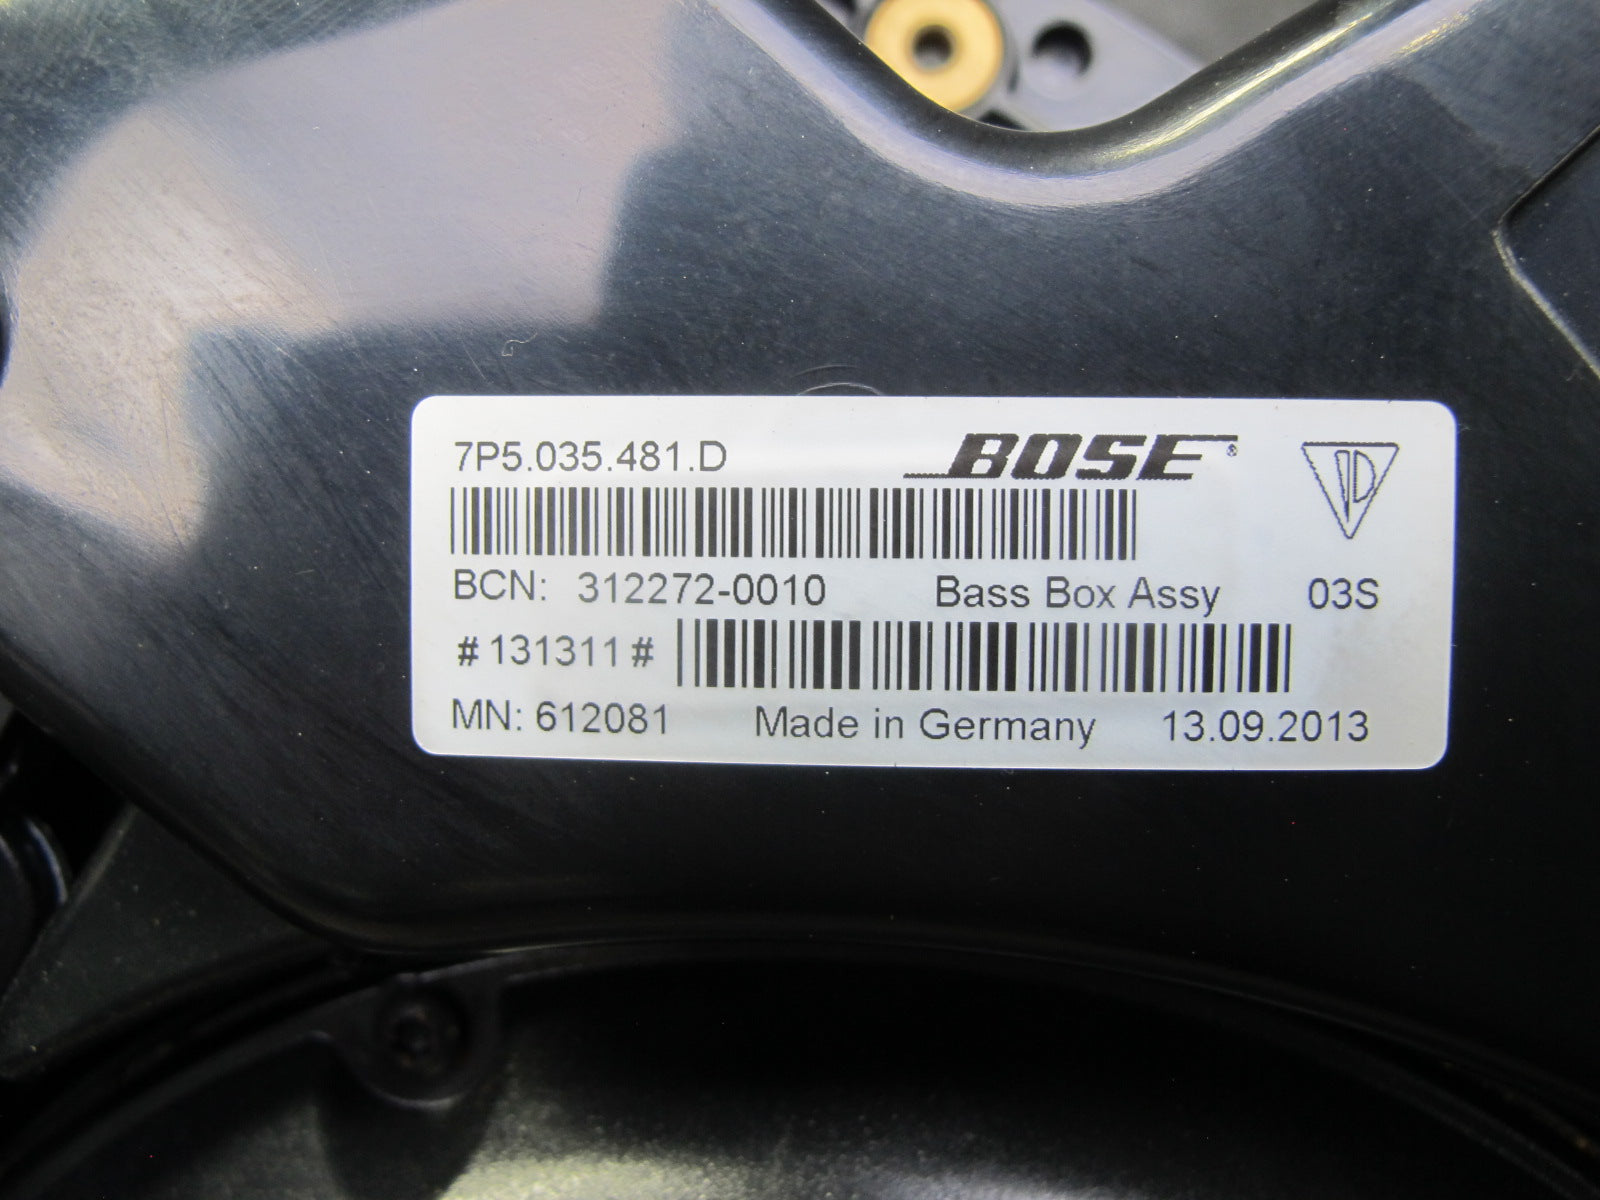 7P5.035.481.D BOSE®
BCN: 312272-0010 Bass Box Assy 03S
#131311#
MN: 612081 Made in Germany 13.09.2013